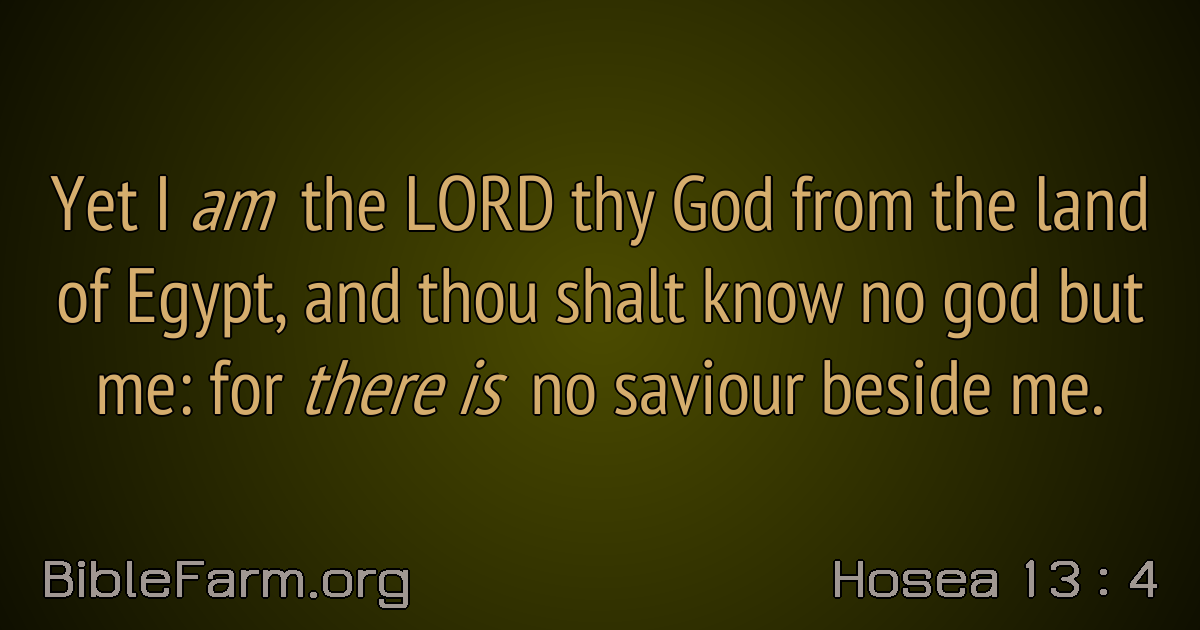 Yet I am the LORD thy God from the land
of Egypt, and thou shalt know no god but
me: for there is no saviour beside me.
BibleFarm.org
Hosea 13 : 4